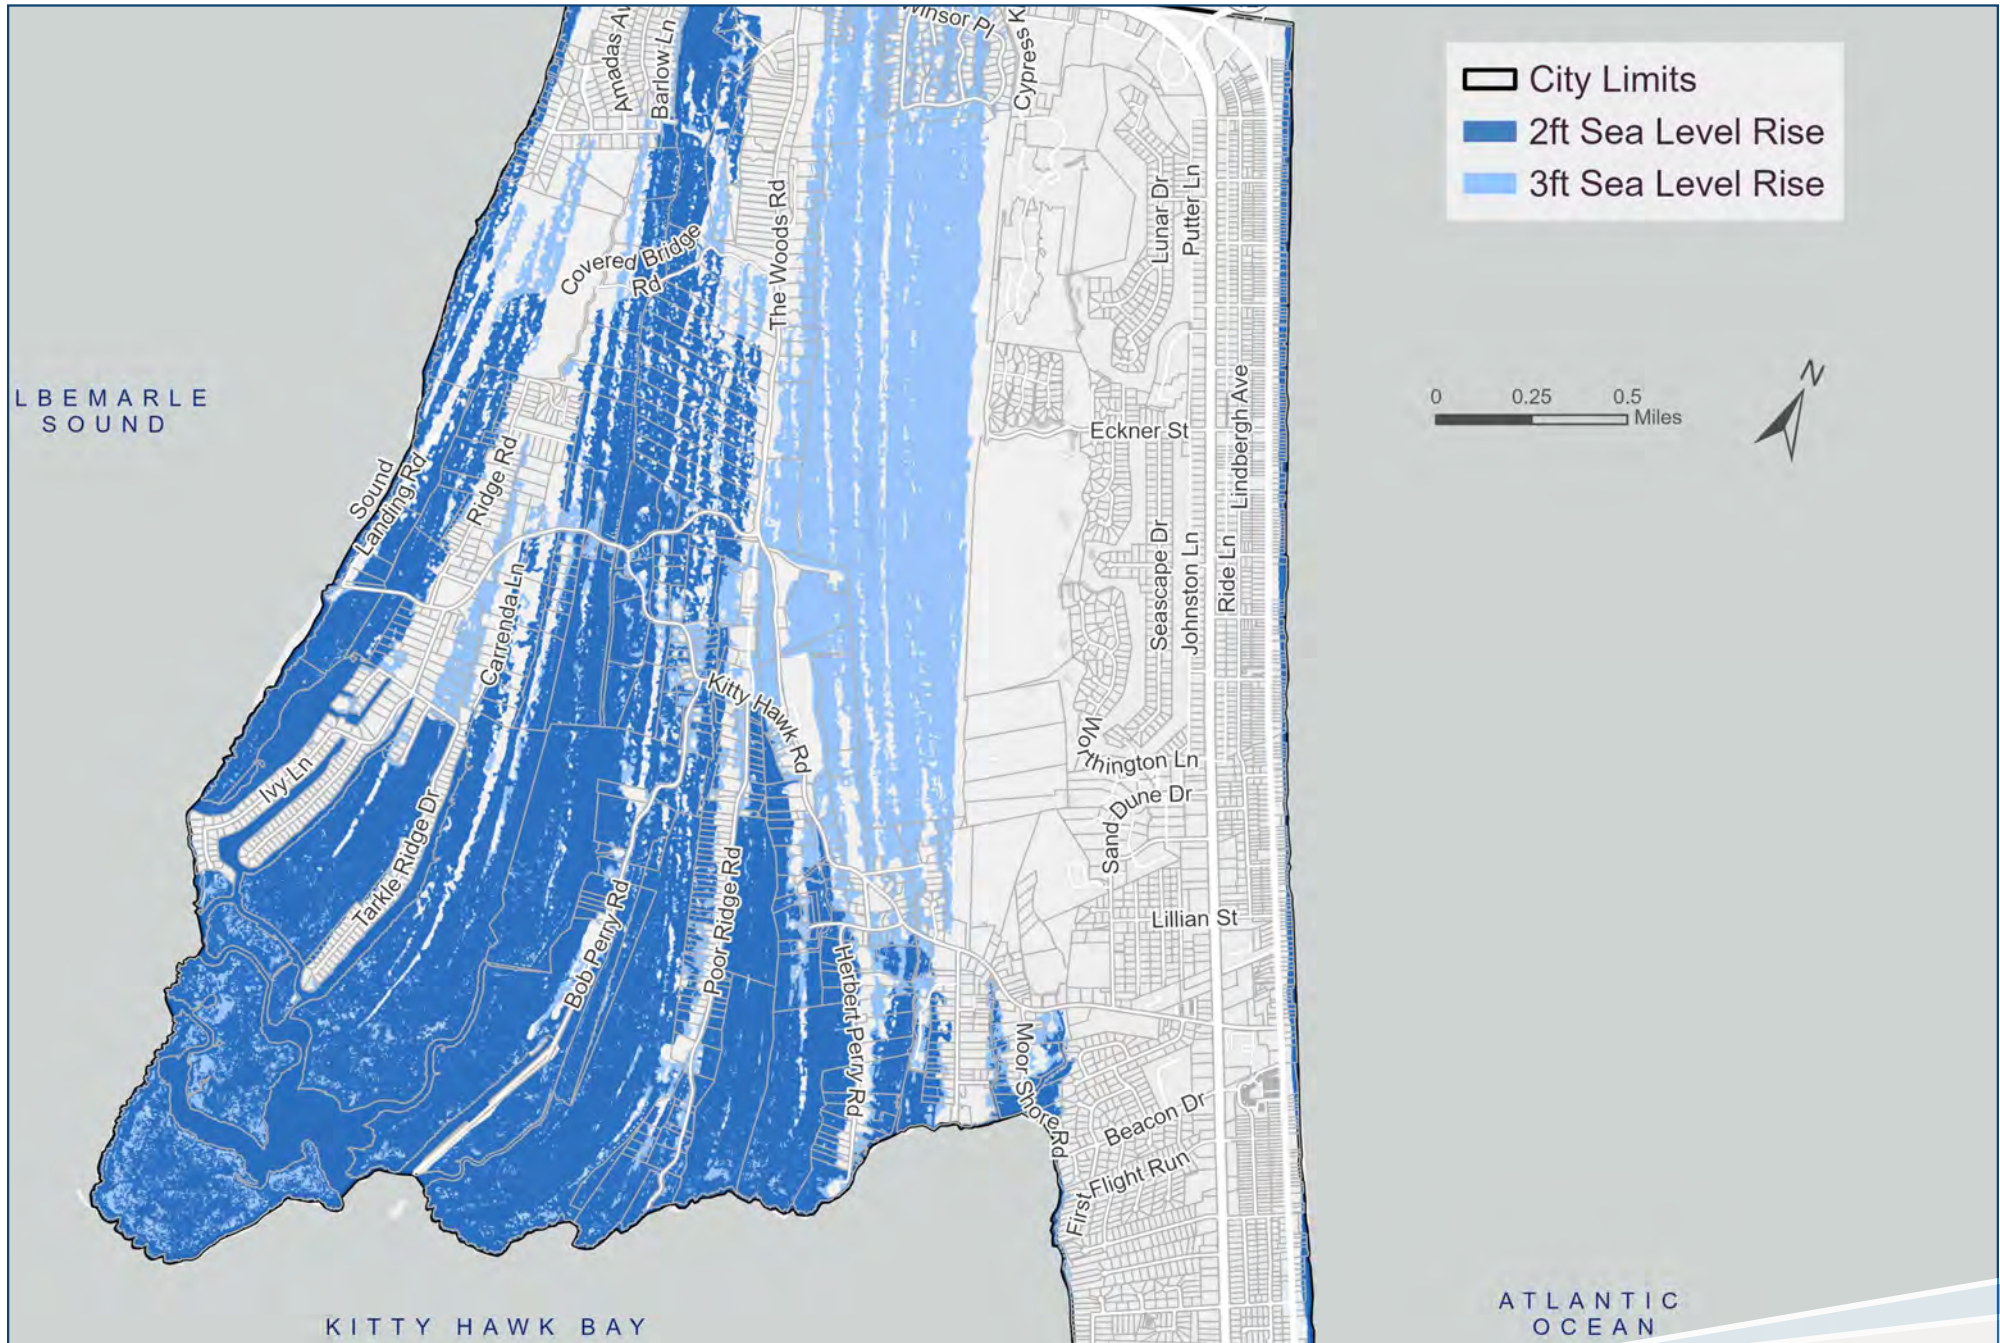 Winsor Pl
Amadas Av
Barlow Ln
Cypress K
City Limits
2ft Sea Level Rise
3ft Sea Level Rise
Lunar Dr
Putter Ln
The Woods Rd
Covered Bridge
Rd
LBEMARLE
SOUND
N
0 0.25 0.5
Miles
Lindbergh Ave
Eckner St
Ridge Rd
Sound
Landing Rd
Seascape Dr
Johnston Ln
Ride Ln
Carrenda Ln
Kitty Hawk Rd
Worthington Ln
Ivy Ln
Tarkle Ridge Dr
Sand Dune Dr
Bob Perry Rd
Poor Ridge Rd
Lillian St
Herbert Perry Rd
Moor Shore Rd
Beacon Dr
First Flight Run
KITTY HAWK BAY
ATLANTIC
OCEAN